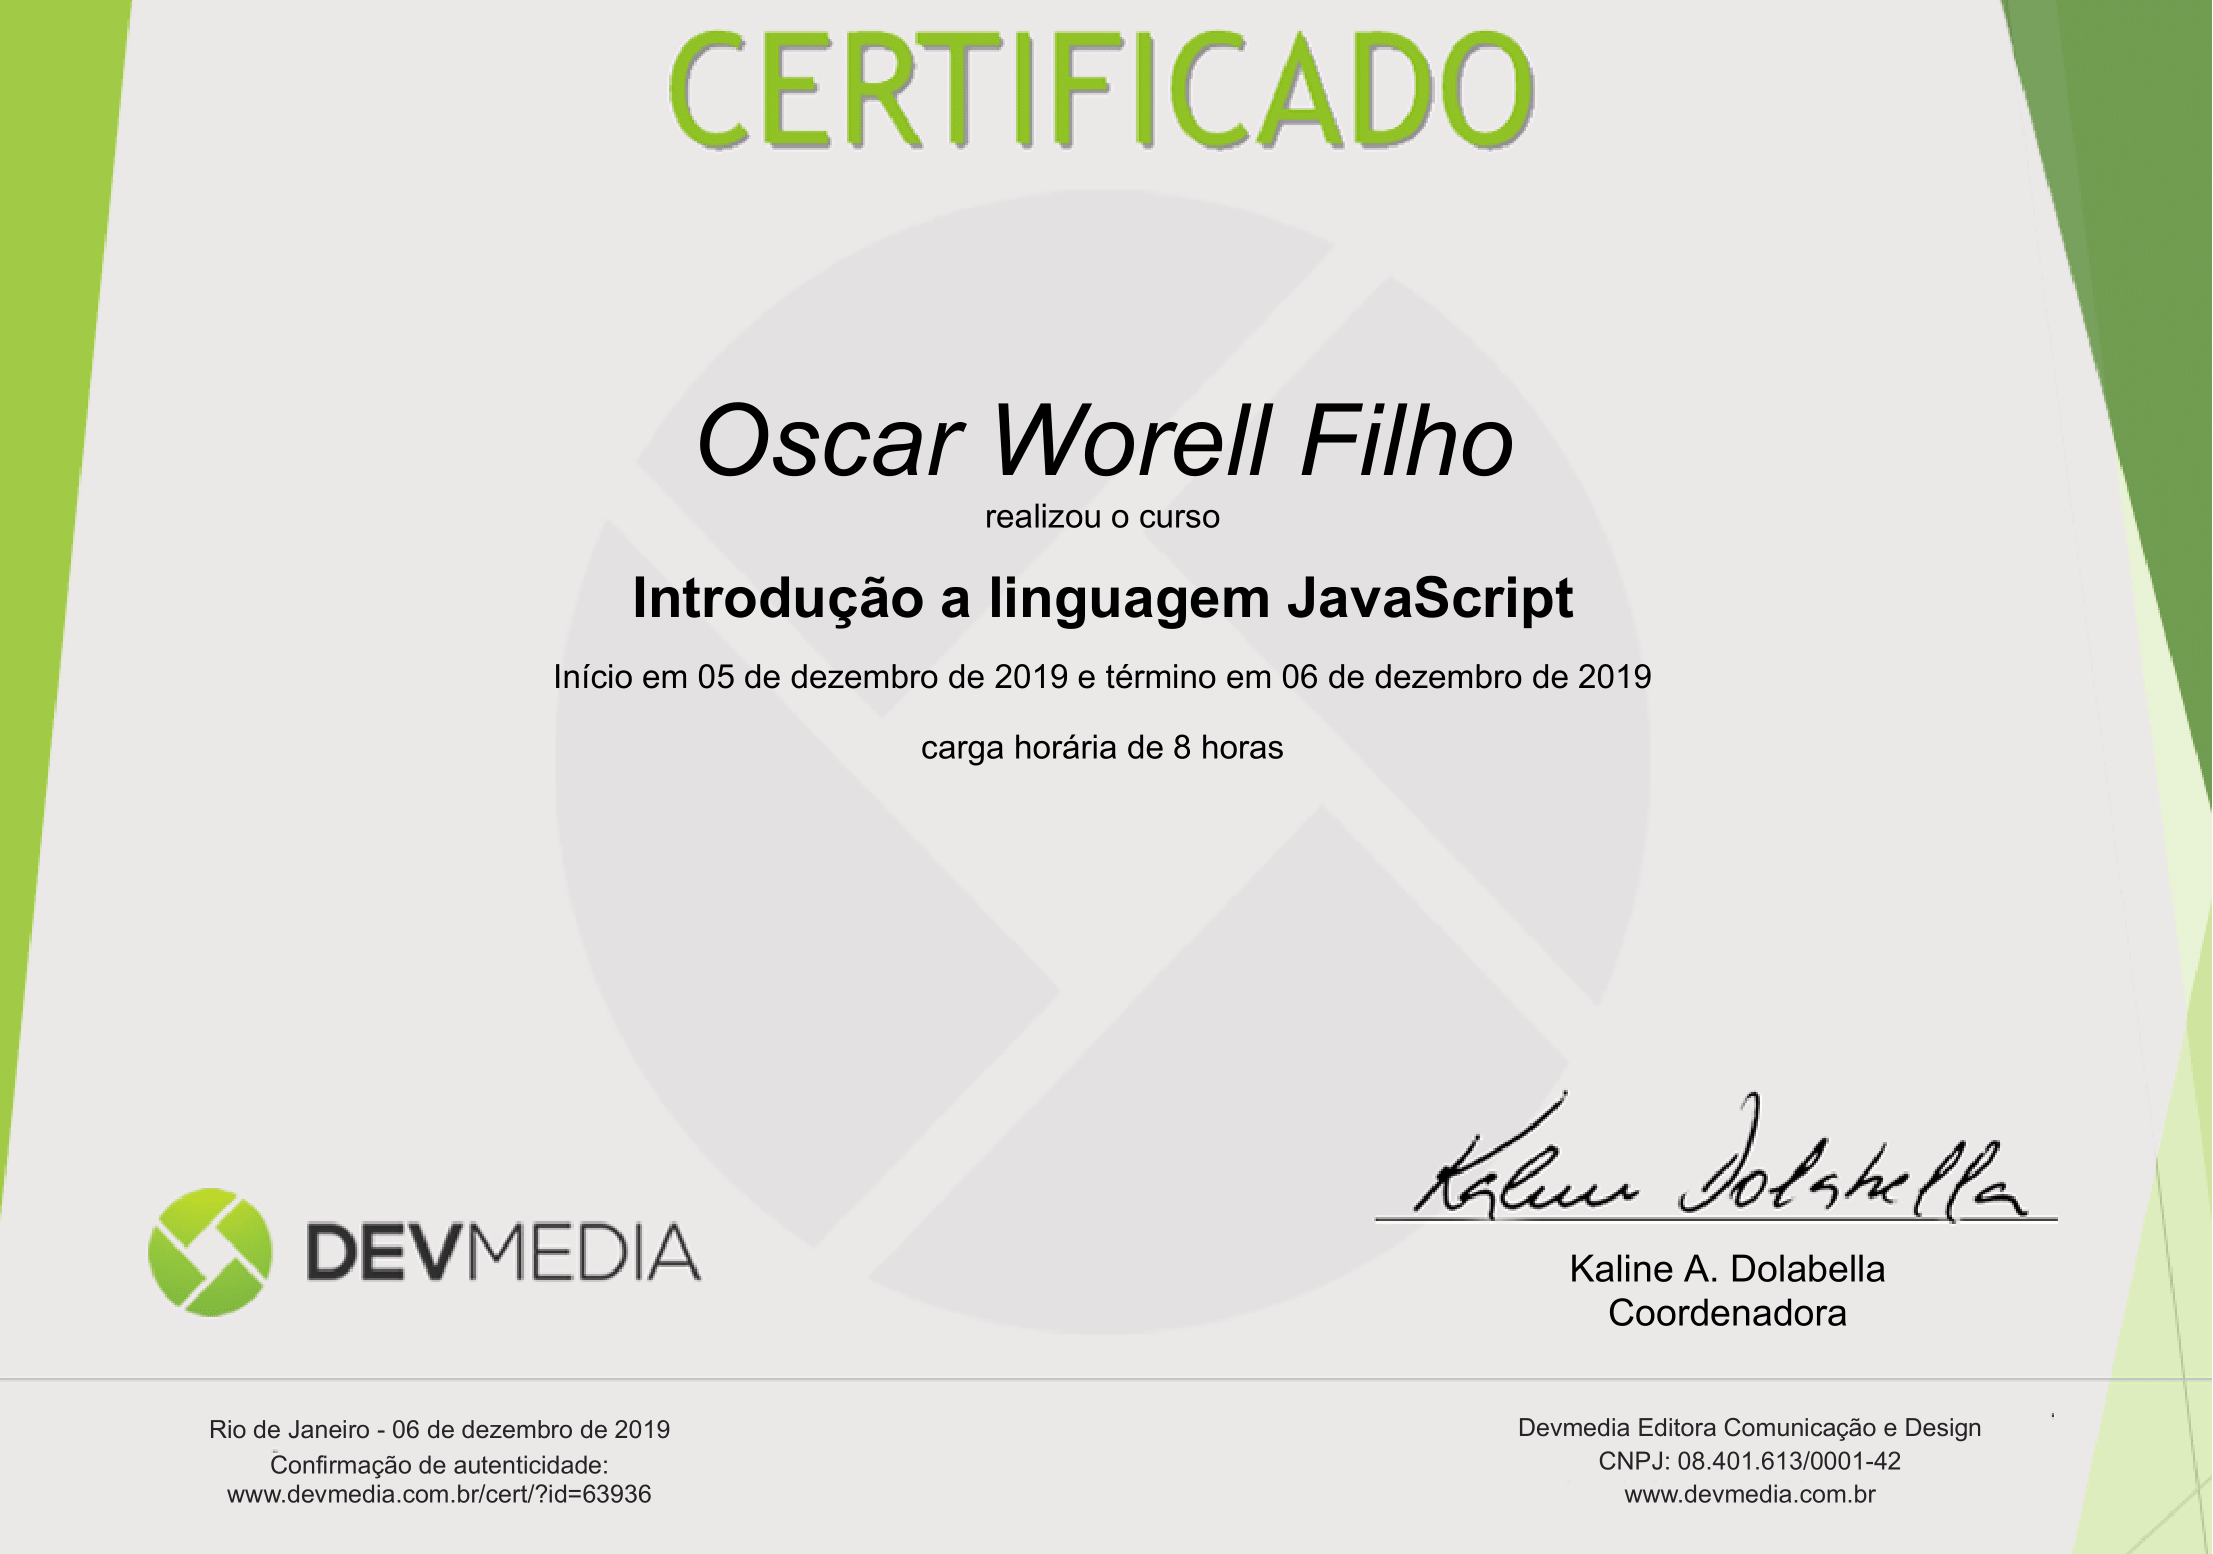 CERTIFICADO
Oscar Worell Filho
realizou o curso
Introdução a linguagem JavaScript
Início em 05 de dezembro de 2019 e término em 06 de dezembro de 2019
carga horária de 8 horas
Kaline Dolabella
DEVMEDIA
Kaline A. Dolabella
Coordenadora
Rio de Janeiro - 06 de dezembro de 2019
Confirmação de autenticidade:
www.devmedia.com.br/cert/?id=63936
Devmedia Editora Comunicação e Design
CNPJ: 08.401.613/0001-42
www.devmedia.com.br